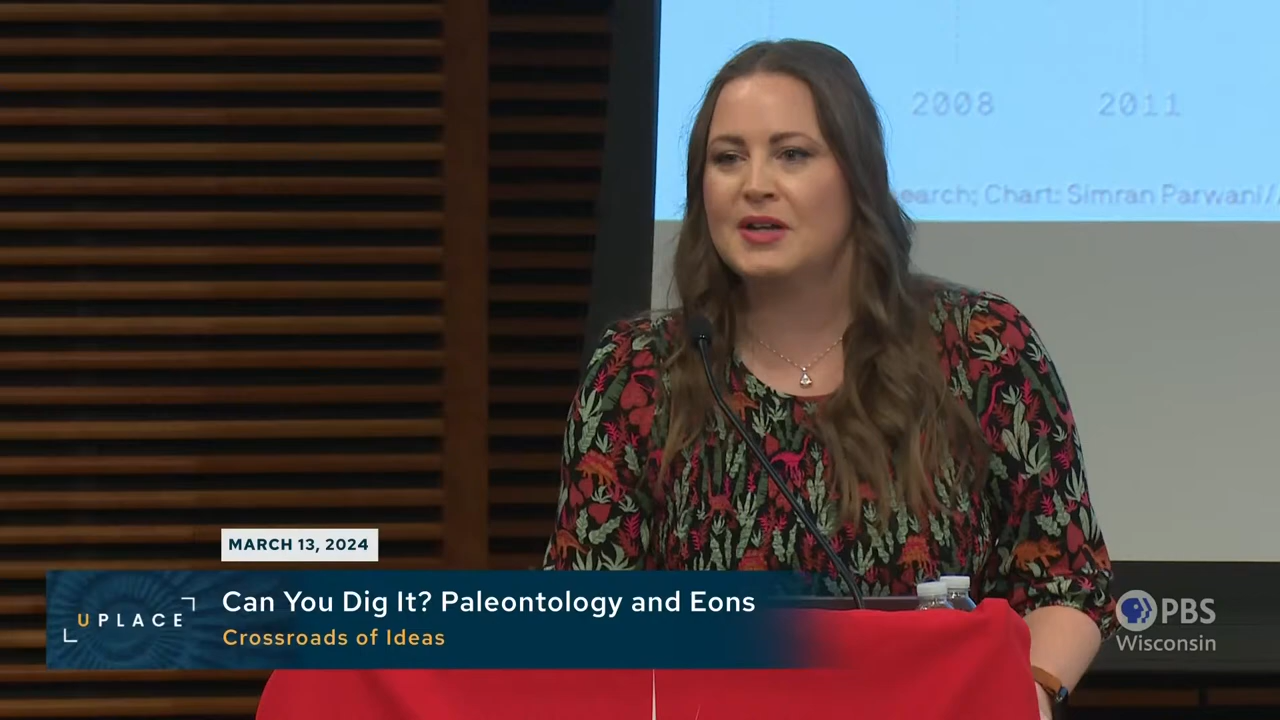 2008 2011
earch; Chart: Simran Parwani/
MARCH 13, 2024
UPLACE
Can You Dig It? Paleontology and Eons
Crossroads of Ideas
PBS
Wisconsin